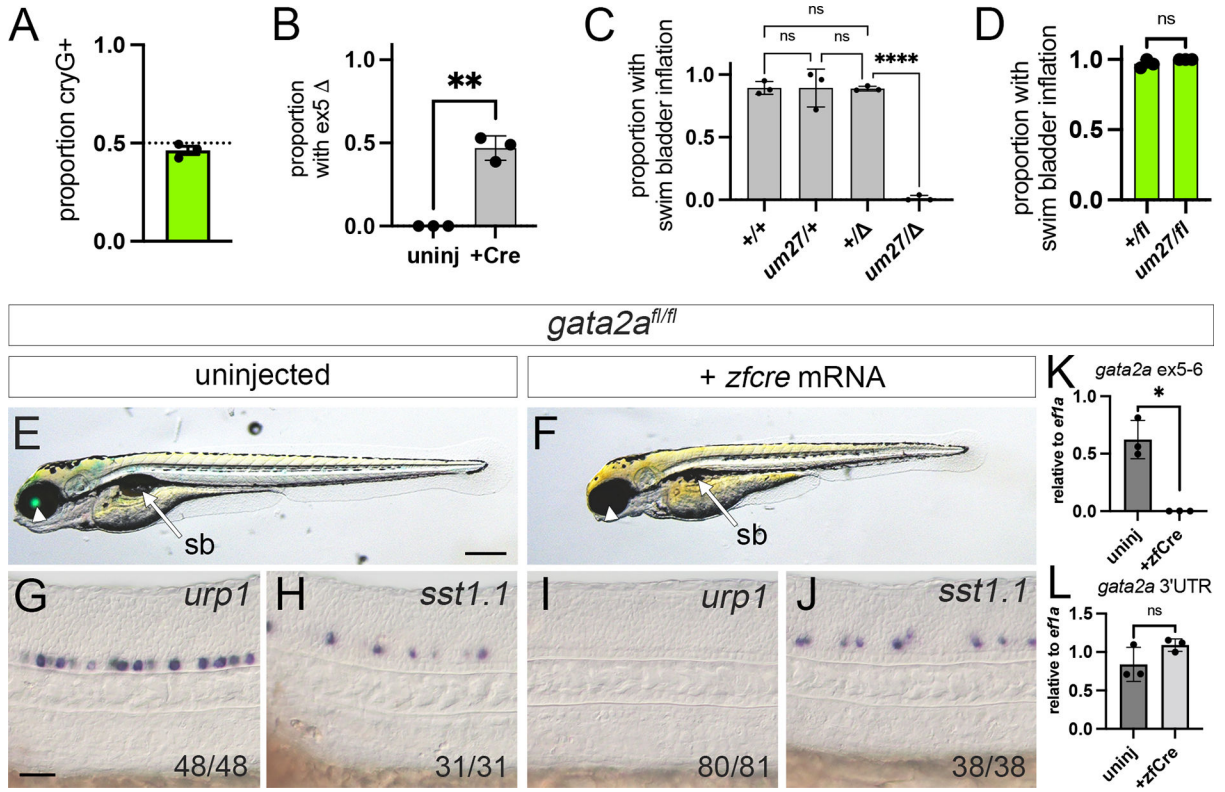 A
proportion cryG+
1.0
0.5
0.0
B
proportion
with ex5 Δ
1.0
0.5
0.0
**
uninj +Cre
C
proportion with
swim bladder inflation
1.0
0.5
0.0
ns
ns
ns
****
+/+
um27/+
+/Δ
um27/Δ
D
proportion with
swim bladder inflation
1.0
0.5
0.0
ns
+/fl
um27/fl
gata2afl/fl
uninjected
+ zfcre mRNA
E
sb
F
sb
G
urp1
48/48
H
sst1.1
31/31
I
urp1
80/81
J
sst1.1
38/38
K
gata2a ex5-6
relative to ef1a
1.0
0.5
0.0
*
uninj
+zfCre
L
gata2a 3'UTR
relative to ef1a
1.5
1.0
0.5
0.0
ns
uninj
+zfCre